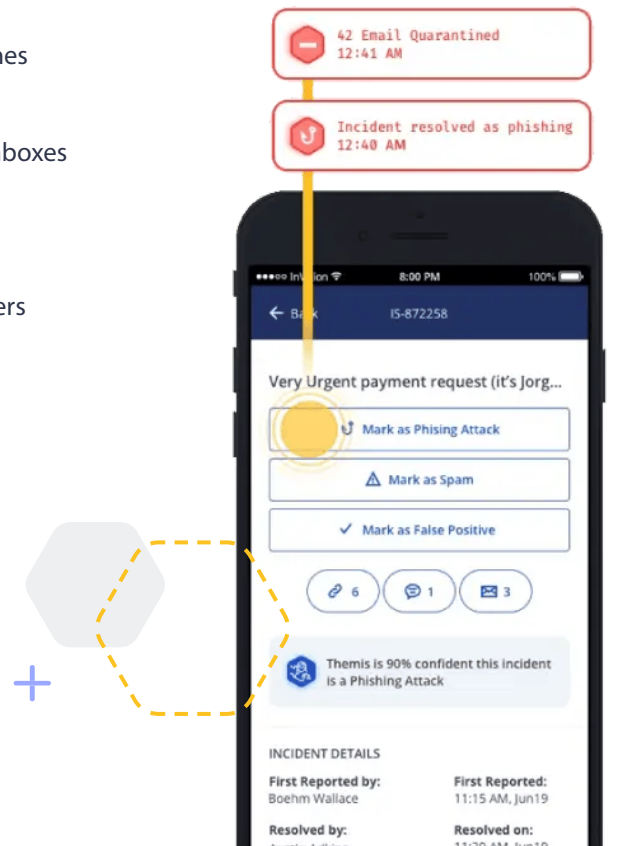 42 Email Quarantined
12:41 AM
nes
Incident resolved as phishing
12:40 AM
boxes
8:00 PM
100%
ers
IS-872258
Very Urgent payment request (it's Jorg...
Mark as Phising Attack
Mark as Spam
Mark as False Positive
6
1
3
Themis is 90% confident this incident
is a Phishing Attack
INCIDENT DETAILS
First Reported by:
First Reported:
Boehm Wallace
11:15 AM, Jun19
Resolved by:
Resolved on: